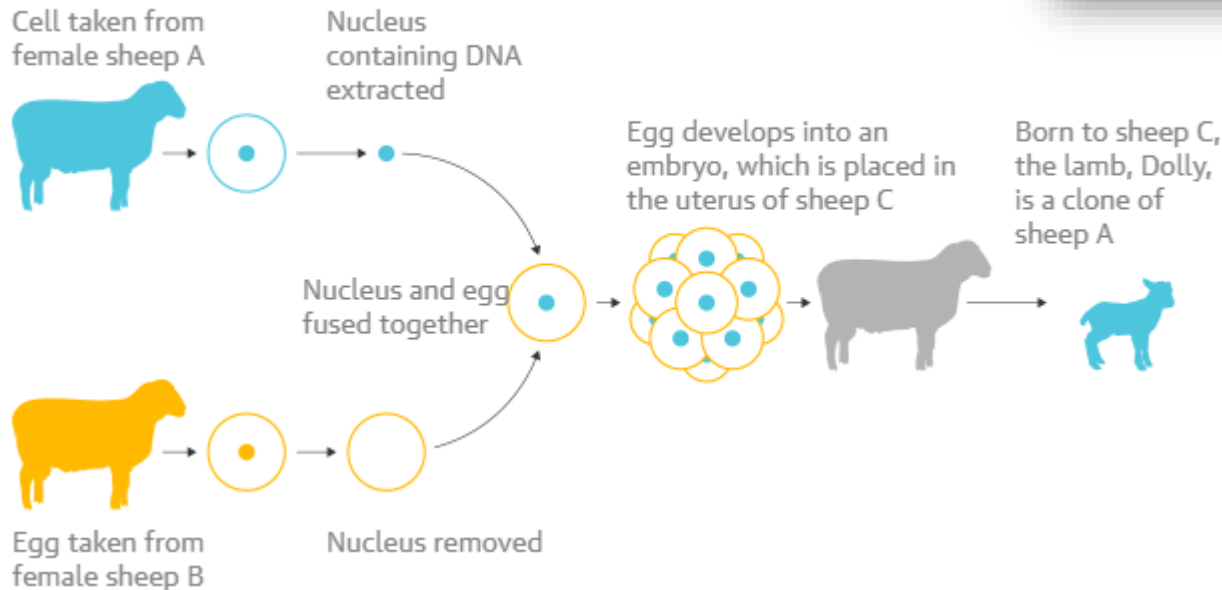 Cell taken from
female sheep A
Nucleus
containing DNA
extracted
Egg develops into an
embryo, which is placed in
the uterus of sheep C
Born to sheep C,
the lamb, Dolly,
is a clone of
sheep A
Nucleus and egg
fused together
Egg taken from
female sheep B
Nucleus removed